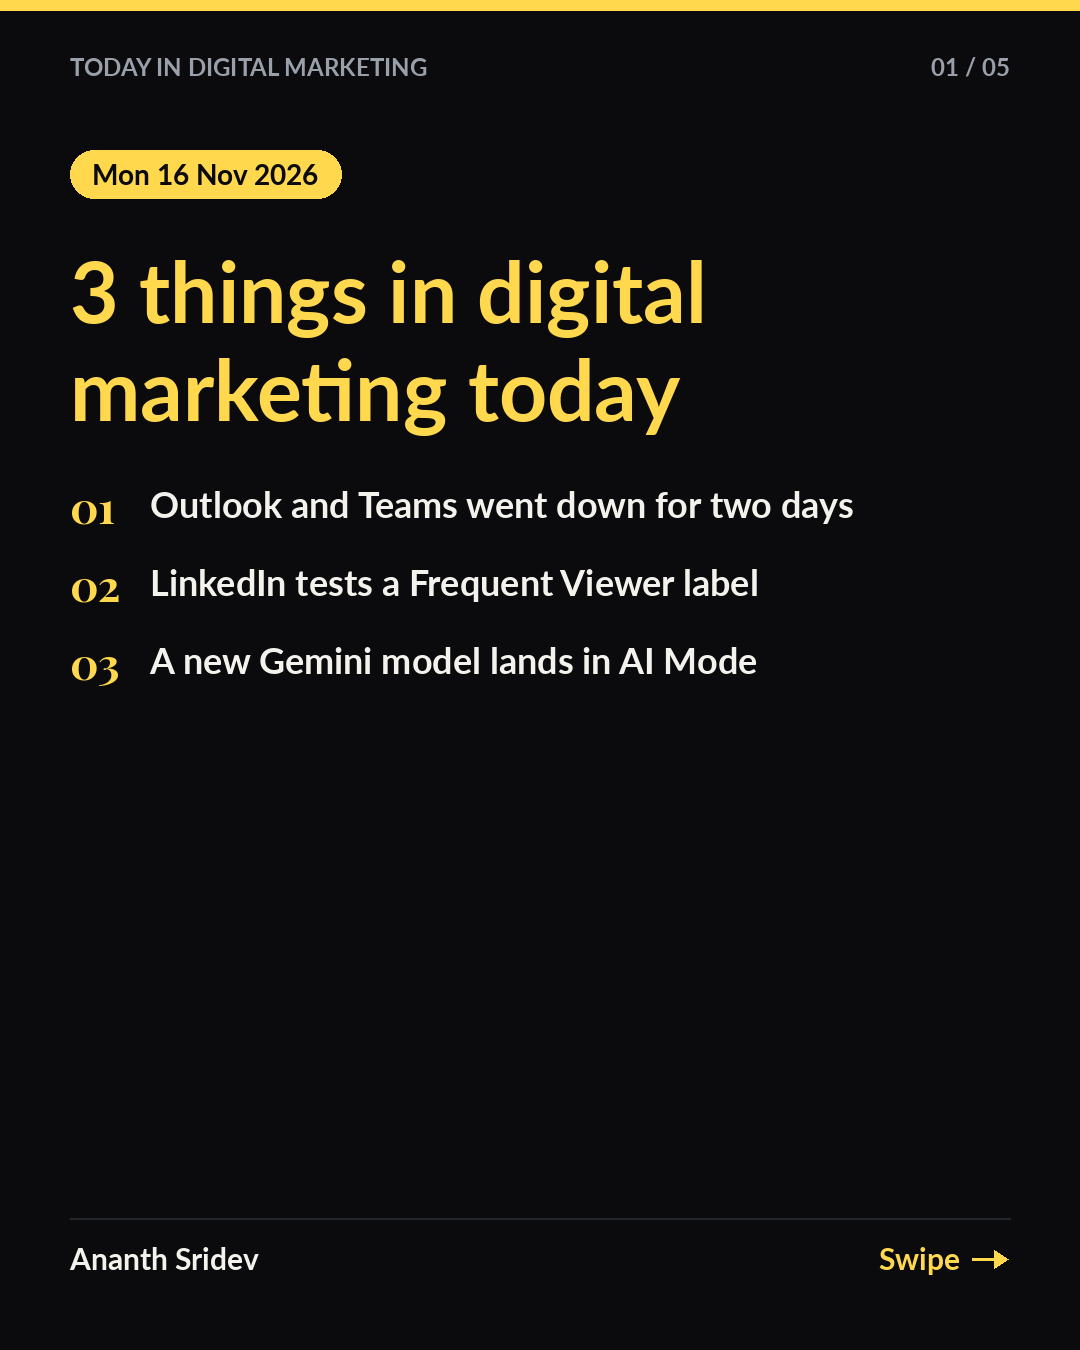 TODAY IN DIGITAL MARKETING
01 / 05
Mon 16 Nov 2026
3 things in digital
marketing today
01 Outlook and Teams went down for two days
02 LinkedIn tests a Frequent Viewer label
03 A new Gemini model lands in AI Mode
Ananth Sridev
Swipe →